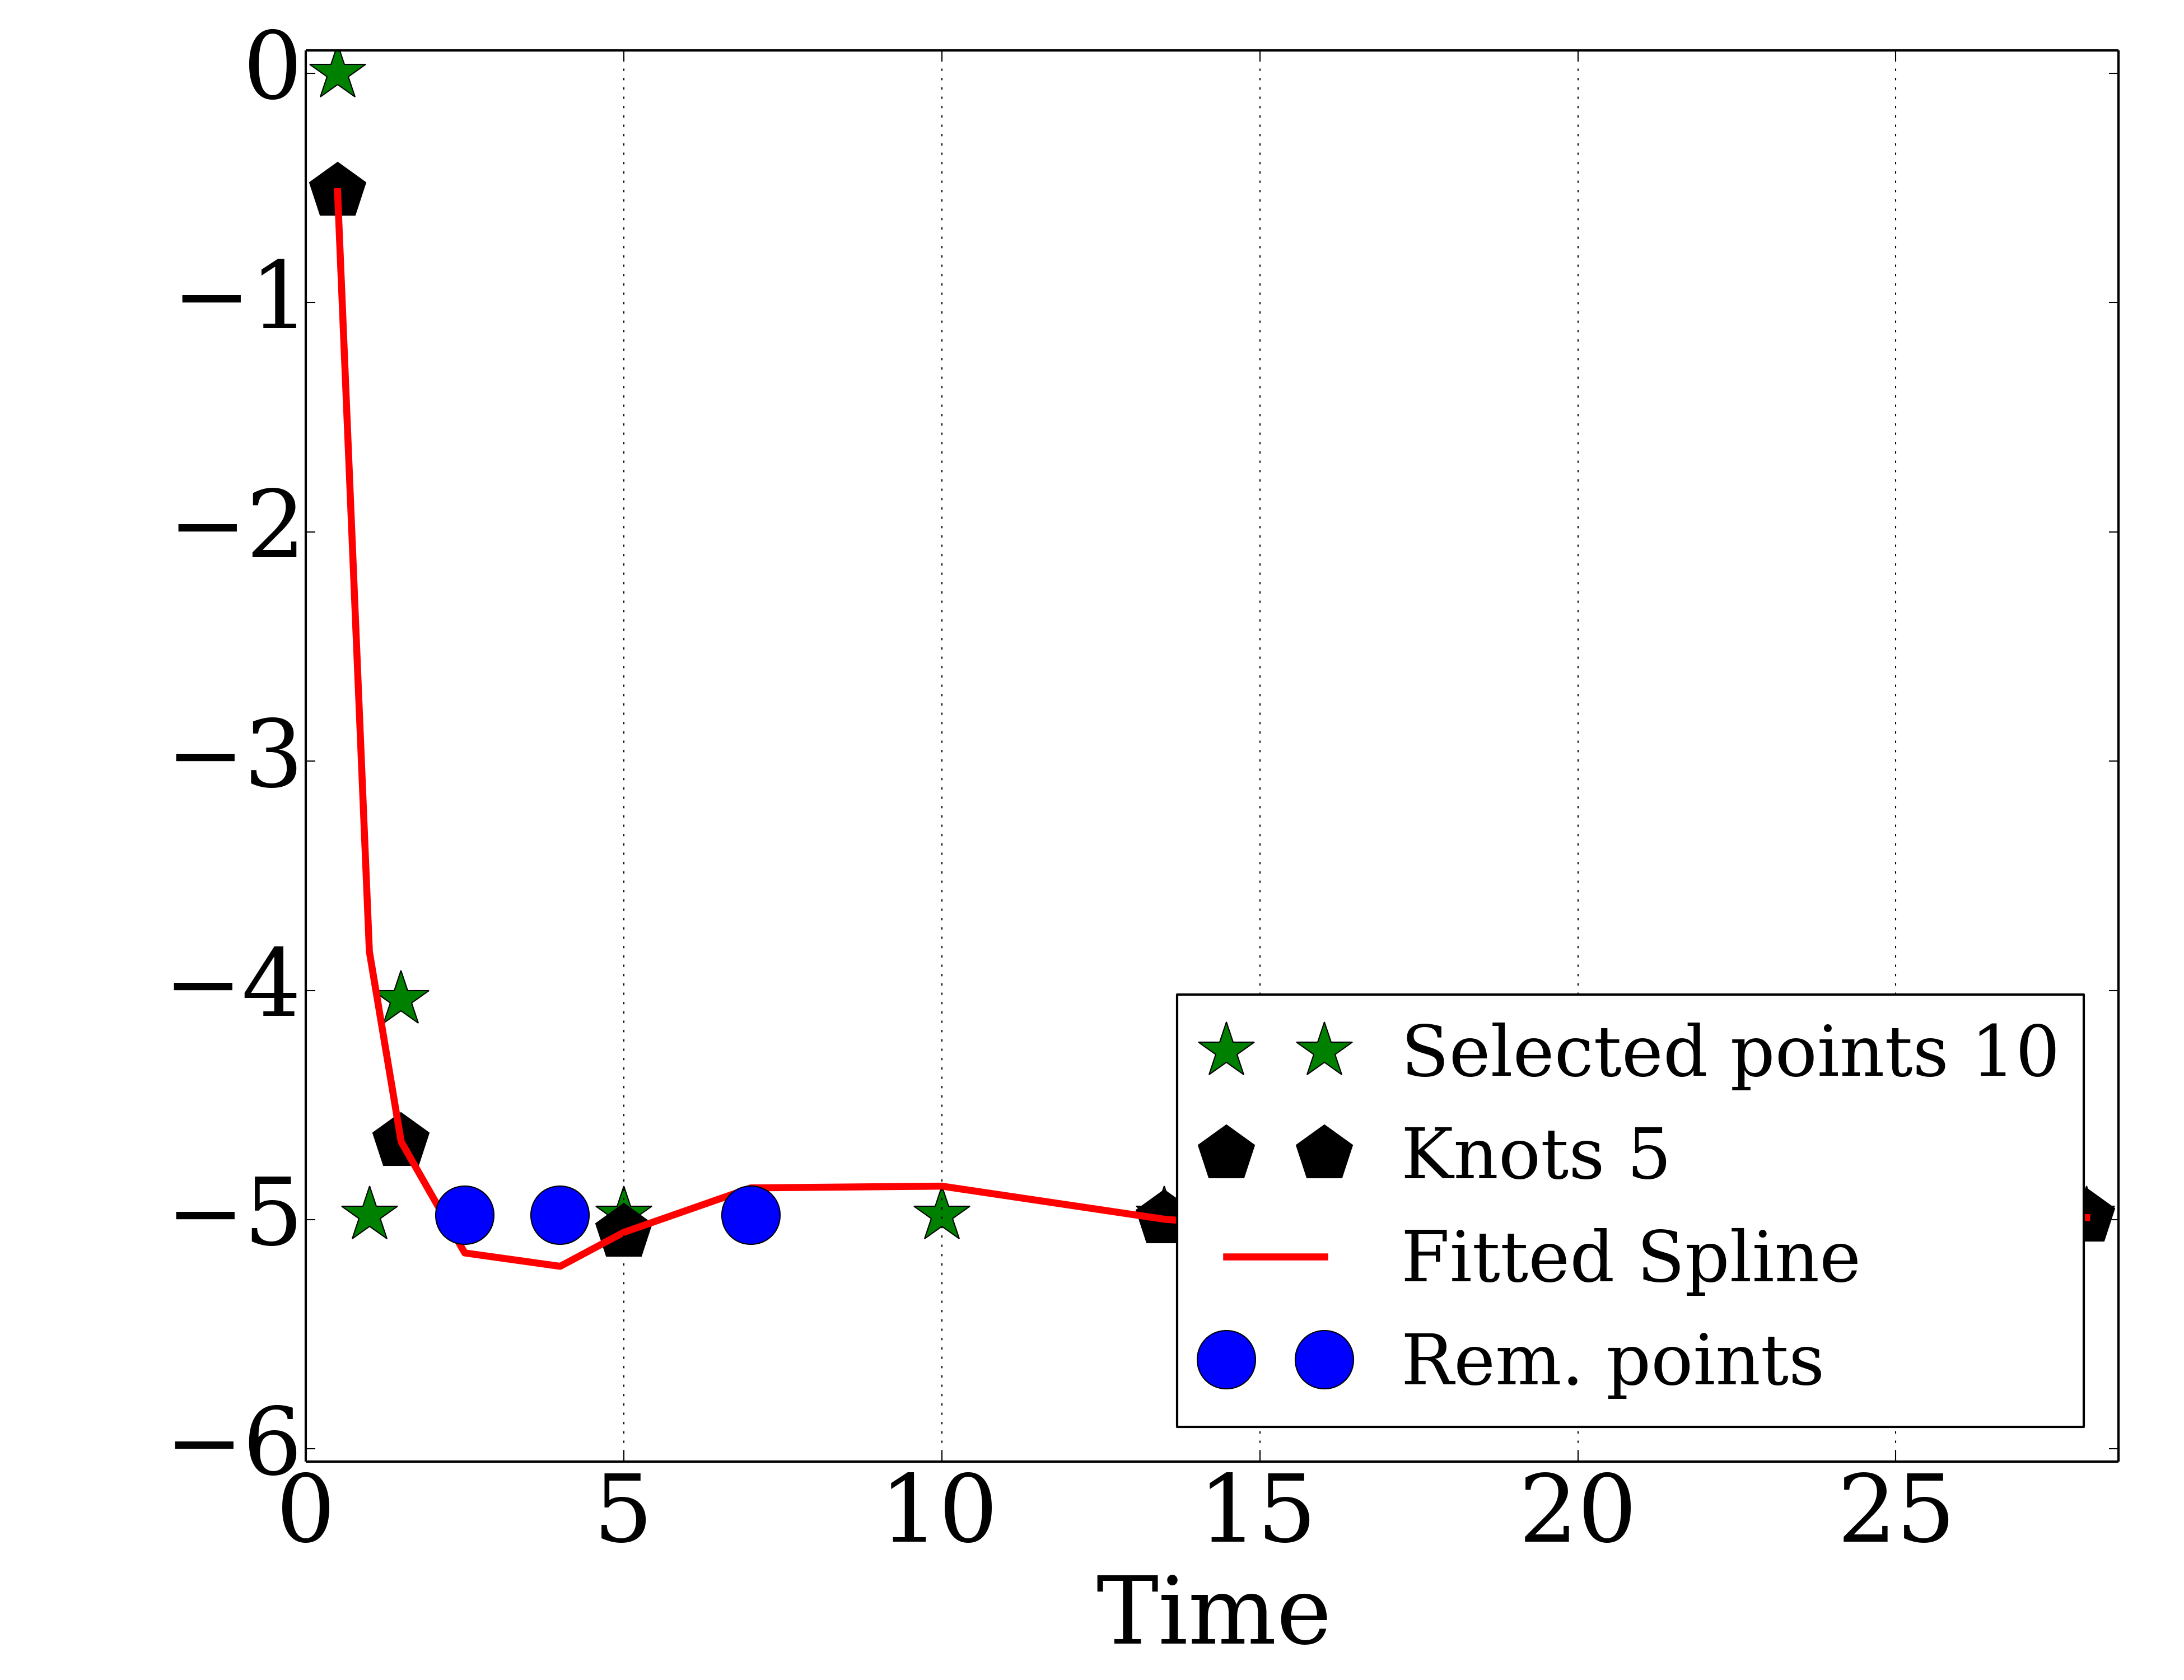 0
−1
−2
−3
−4
−5
−6
Selected points 10
Knots 5
Fitted Spline
Rem. points
0 5 10 15 20 25
Time